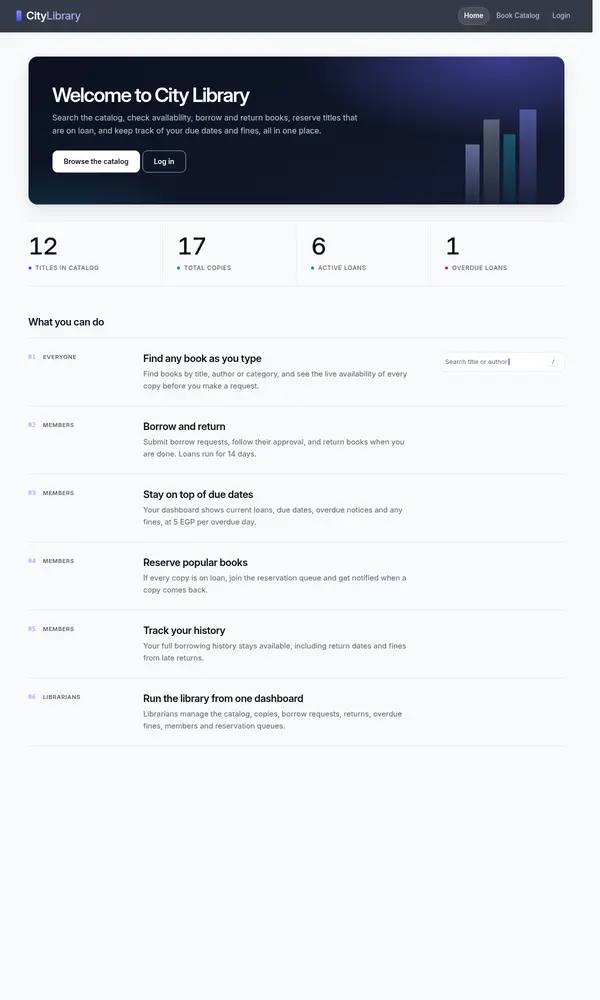 CityLibrary
Home Book Catalog Login
Welcome to City Library
Search the catalog, check availability, borrow and return books, reserve titles that
are on loan, and keep track of your due dates and fines, all in one place.
Browse the catalog Log in
12 17 6 1
TITLES IN CATALOG TOTAL COPIES ACTIVE LOANS OVERDUE LOANS
What you can do
01 EVERYONE
Find any book as you type
Find books by title, author or category, and see the live availability of every
copy before you make a request.
Search title or author /
02 MEMBERS
Borrow and return
Submit borrow requests, follow their approval, and return books when you
are done. Loans run for 14 days.
03 MEMBERS
Stay on top of due dates
Your dashboard shows current loans, due dates, overdue notices and any
fines, at 5 EGP per overdue day.
04 MEMBERS
Reserve popular books
If every copy is on loan, join the reservation queue and get notified when a
copy comes back.
05 MEMBERS
Track your history
Your full borrowing history stays available, including return dates and fines
from late returns.
06 LIBRARIANS
Run the library from one dashboard
Librarians manage the catalog, copies, borrow requests, returns, overdue
fines, members and reservation queues.